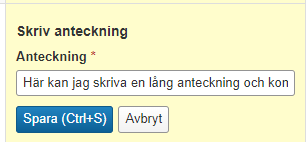 Skriv anteckning
Anteckning *
Här kan jag skriva en lång anteckning och kon
Spara (Ctrl+S) Avbryt